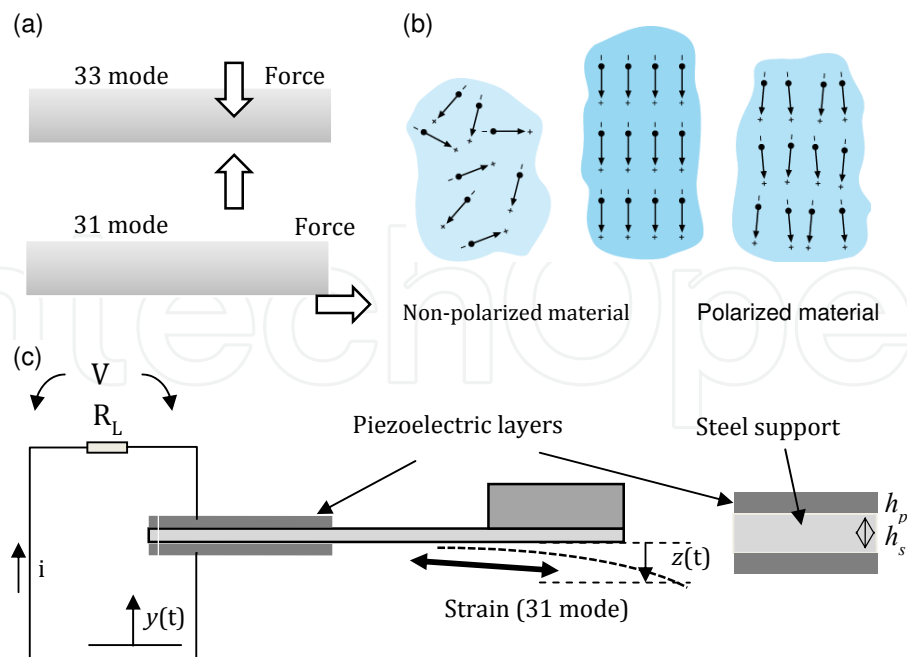 (a)
33 mode
Force
31 mode
Force
(b)
Non-polarized material
Polarized material
(c)
V
R_L
i
y(t)
Piezoelectric layers
Steel support
z(t)
Strain (31 mode)
h_p
h_s
ntechOpe